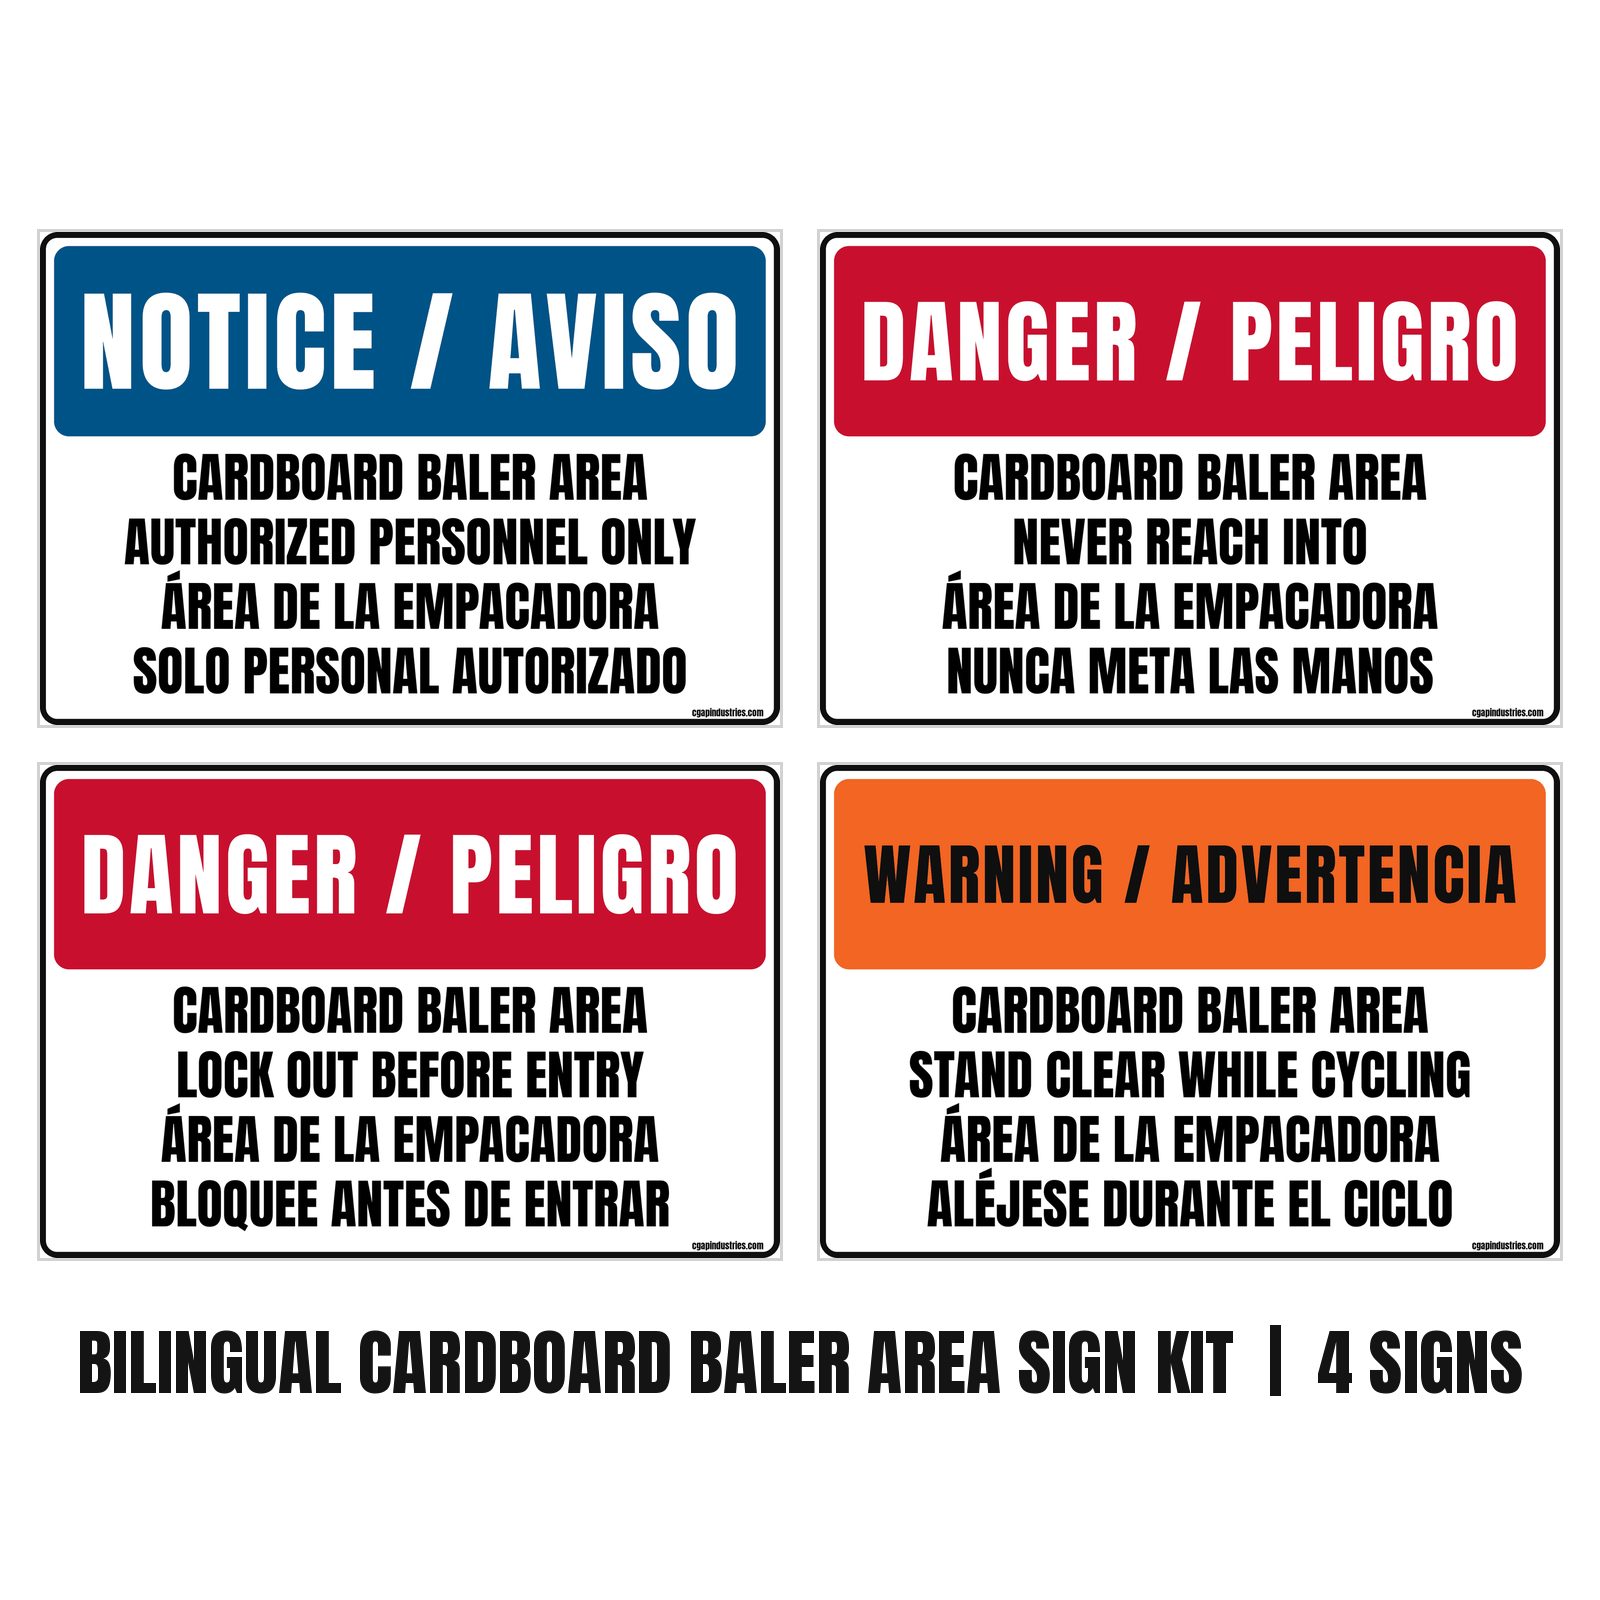 NOTICE / AVISO
CARDBOARD BALER AREA
AUTHORIZED PERSONNEL ONLY
ÁREA DE LA EMPACADORA
SOLO PERSONAL AUTORIZADO
cgapindustries.com
DANGER / PELIGRO
CARDBOARD BALER AREA
NEVER REACH INTO
ÁREA DE LA EMPACADORA
NUNCA META LAS MANOS
cgapindustries.com
DANGER / PELIGRO
CARDBOARD BALER AREA
LOCK OUT BEFORE ENTRY
ÁREA DE LA EMPACADORA
BLOQUEE ANTES DE ENTRAR
cgapindustries.com
WARNING / ADVERTENCIA
CARDBOARD BALER AREA
STAND CLEAR WHILE CYCLING
ÁREA DE LA EMPACADORA
ALÉJESE DURANTE EL CICLO
cgapindustries.com
BILINGUAL CARDBOARD BALER AREA SIGN KIT | 4 SIGNS